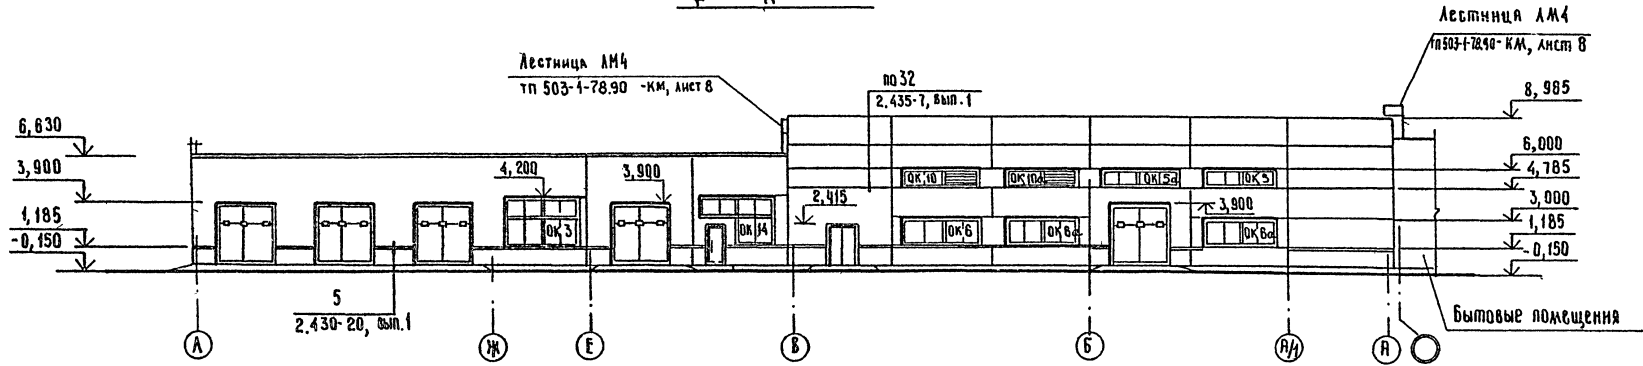 Лестница ЛМ4
тп 503-1-78.90 - КМ, лист 8
Лестница ЛМ4
тп 503-1-78.90 -КМ, лист 8
по 32
2.435-7, вып.1
8,985
6,630
3,900
1,185
-0,150
6,000
4,785
3,000
1,185
-0,150
4,200
3,900
2,415
3,900
ОК 10
ОК 10а
ОК 5а
ОК 5
ОК 3
ОК 14
ОК 6
ОК 6а
ОК 6а
5
2.430-20, вып.1
Бытовые помещения
Л
Ж
Е
В
Б
А/1
А